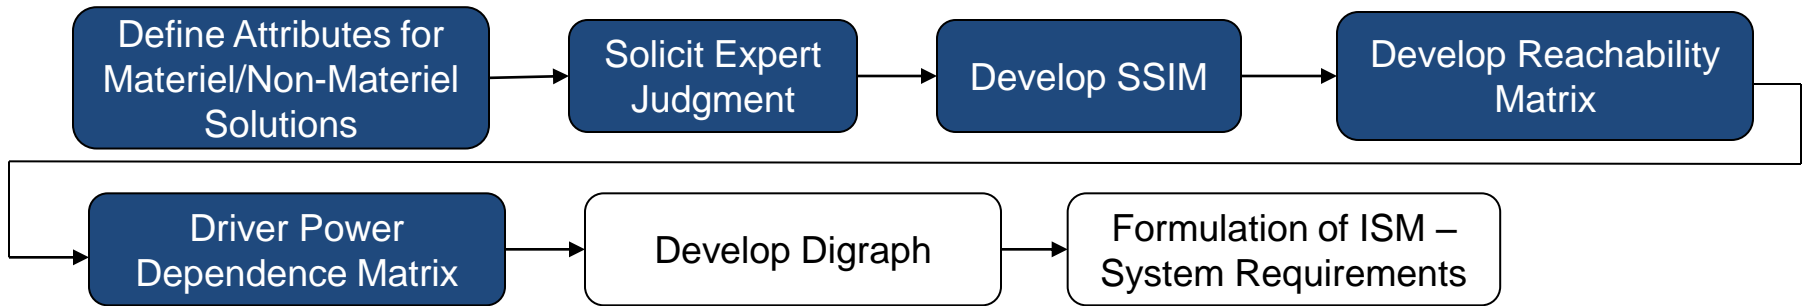 Define Attributes for
Materiel/Non-Materiel
Solutions
Solicit Expert
Judgment
Develop SSIM
Develop Reachability
Matrix
Driver Power
Dependence Matrix
Develop Digraph
Formulation of ISM –
System Requirements